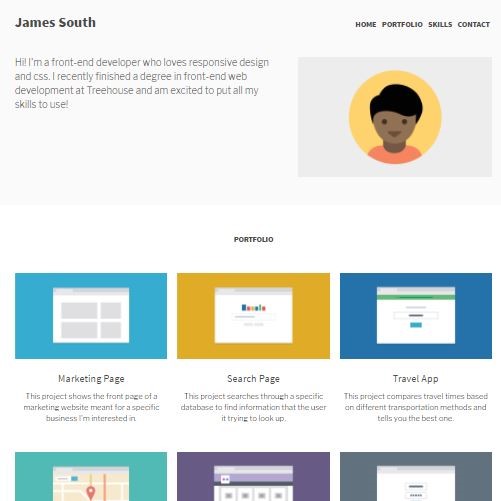 James South
HOME PORTFOLIO SKILLS CONTACT
Hi! I'm a front-end developer who loves responsive design
and css. I recently finished a degree in front-end web
development at Treehouse and am excited to put all my
skills to use!
PORTFOLIO
Marketing Page
This project shows the front page of a
marketing website meant for a specific
business I'm interested in.
Search Page
This project searches through a specific
database to find information that the user
it trying to look up.
Travel App
This project compares travel times based
on different transportation methods and
tells you the best one.